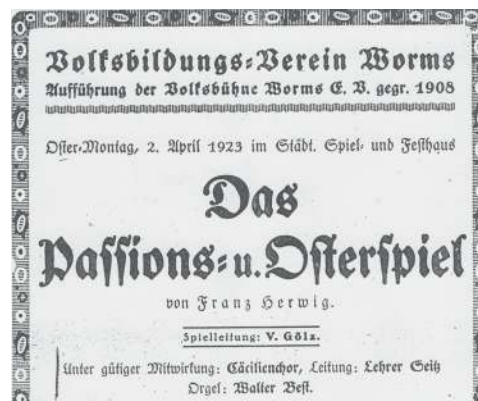 Volksbildungs-Verein Worms
Aufführung der Volksbühne Worms E. V. gegr. 1908
Oster-Montag, 2. April 1923 im Städt. Spiel- und Festhaus
Das
Passions- u. Osterspiel
von Franz Herwig.
Spielleitung: V. Gölz.
Unter gütiger Mitwirkung: Cäcilienchor, Leitung: Lehrer Seitz
Orgel: Walter Best.